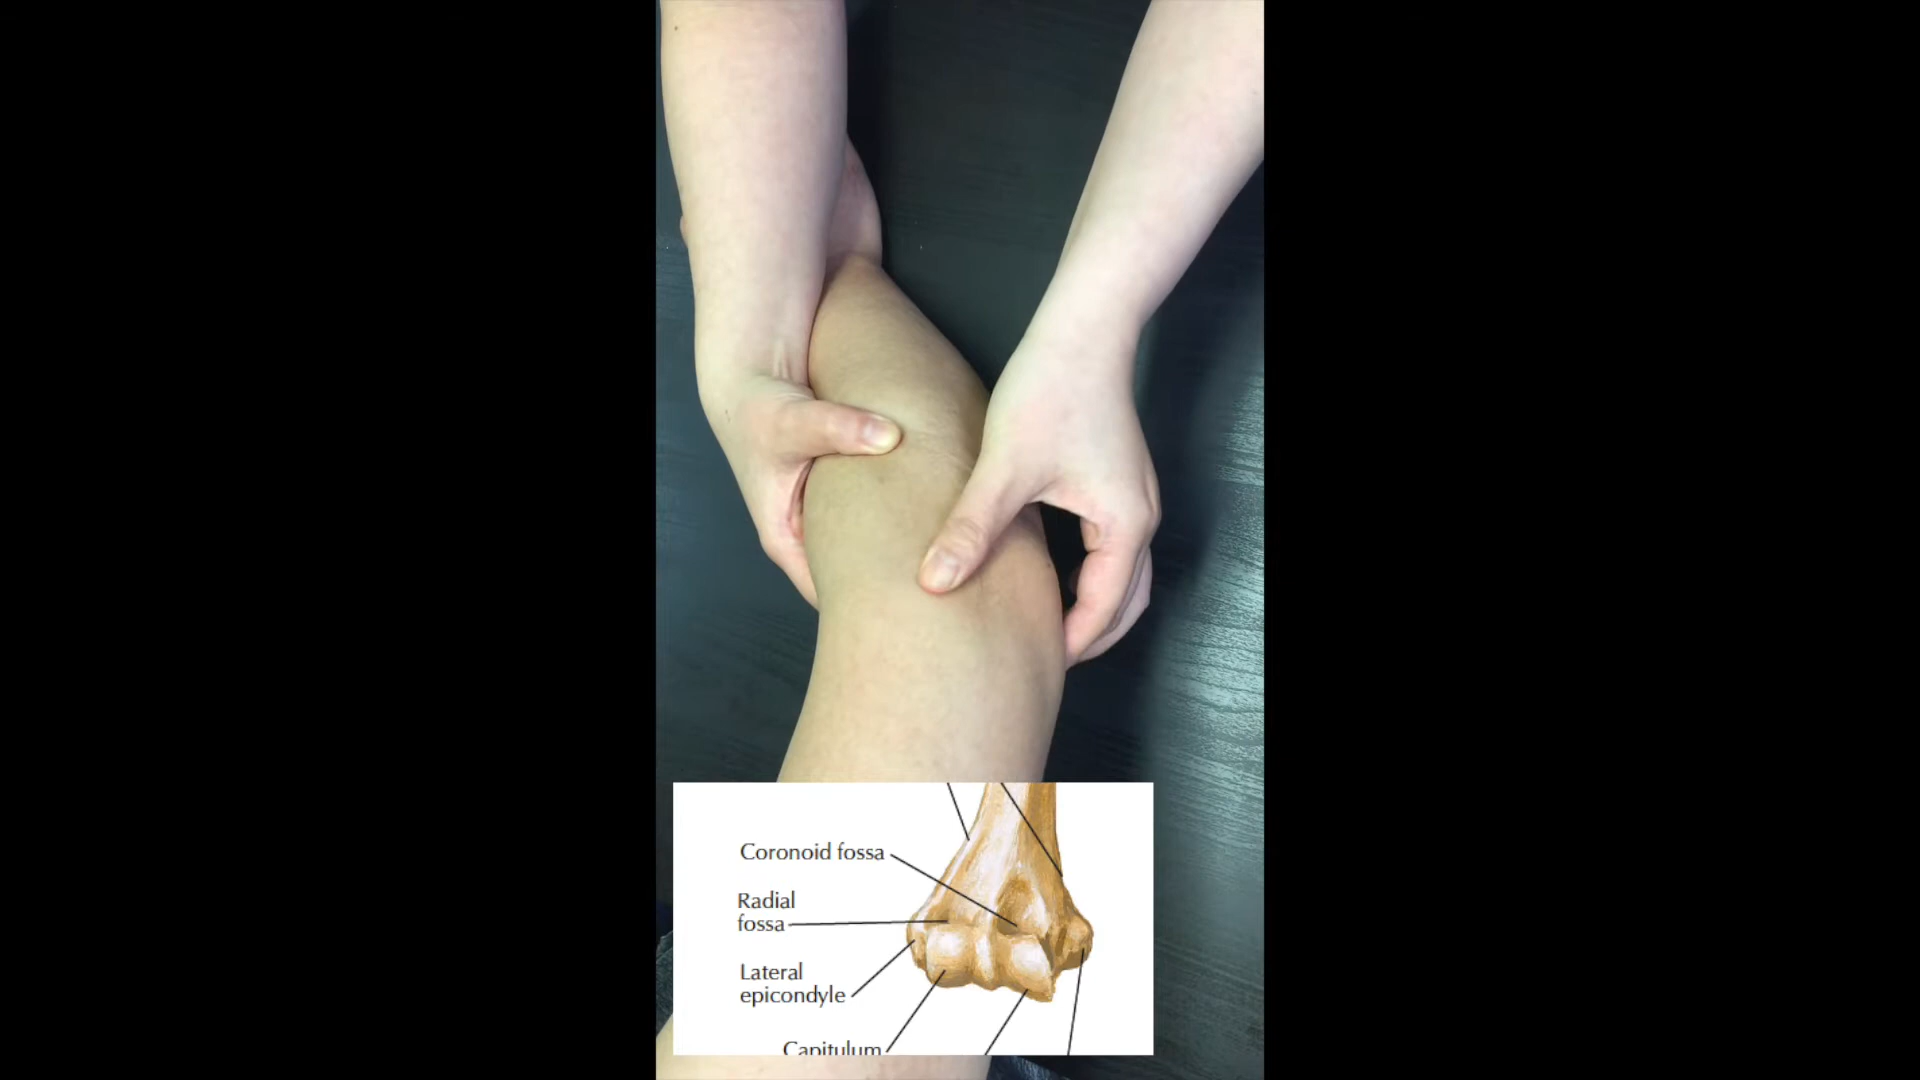 Coronoid fossa
Radial
fossa
Lateral
epicondyle
Capitulum